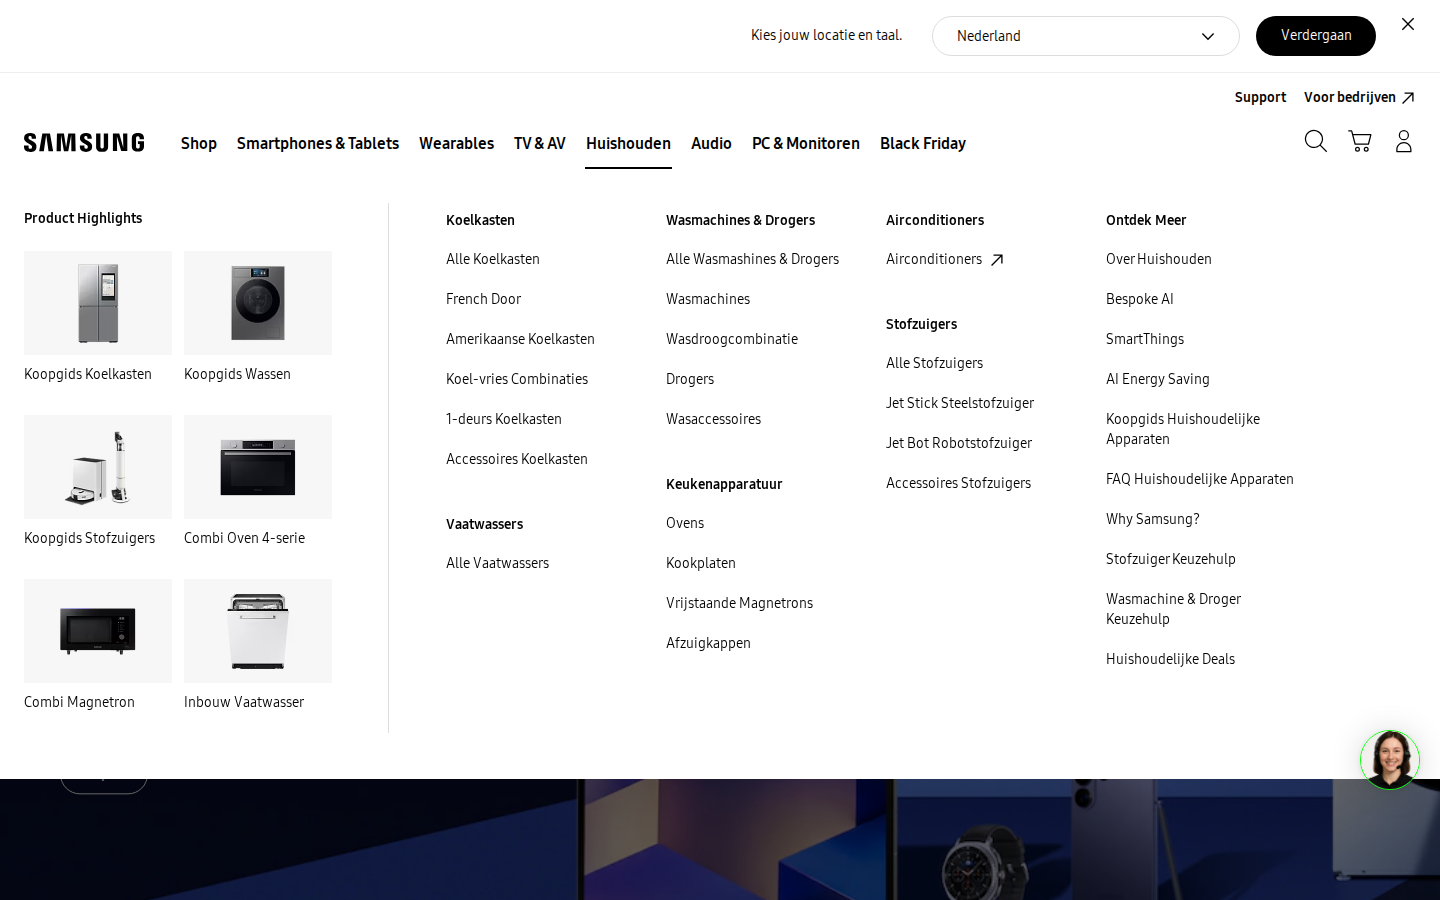 Kies jouw locatie en taal.
Nederland
Verdergaan
Support
Voor bedrijven
SAMSUNG
Shop
Smartphones & Tablets
Wearables
TV & AV
Huishouden
Audio
PC & Monitoren
Black Friday
Product Highlights
Koopgids Koelkasten
Koopgids Wassen
Koopgids Stofzuigers
Combi Oven 4-serie
Combi Magnetron
Inbouw Vaatwasser
Koelkasten
Alle Koelkasten
French Door
Amerikaanse Koelkasten
Koel-vries Combinaties
1-deurs Koelkasten
Accessoires Koelkasten
Vaatwassers
Alle Vaatwassers
Wasmachines & Drogers
Alle Wasmashines & Drogers
Wasmachines
Wasdroogcombinatie
Drogers
Wasaccessoires
Keukenapparatuur
Ovens
Kookplaten
Vrijstaande Magnetrons
Afzuigkappen
Airconditioners
Airconditioners
Stofzuigers
Alle Stofzuigers
Jet Stick Steelstofzuiger
Jet Bot Robotstofzuiger
Accessoires Stofzuigers
Ontdek Meer
Over Huishouden
Bespoke AI
SmartThings
AI Energy Saving
Koopgids Huishoudelijke
Apparaten
FAQ Huishoudelijke Apparaten
Why Samsung?
Stofzuiger Keuzehulp
Wasmachine & Droger
Keuzehulp
Huishoudelijke Deals